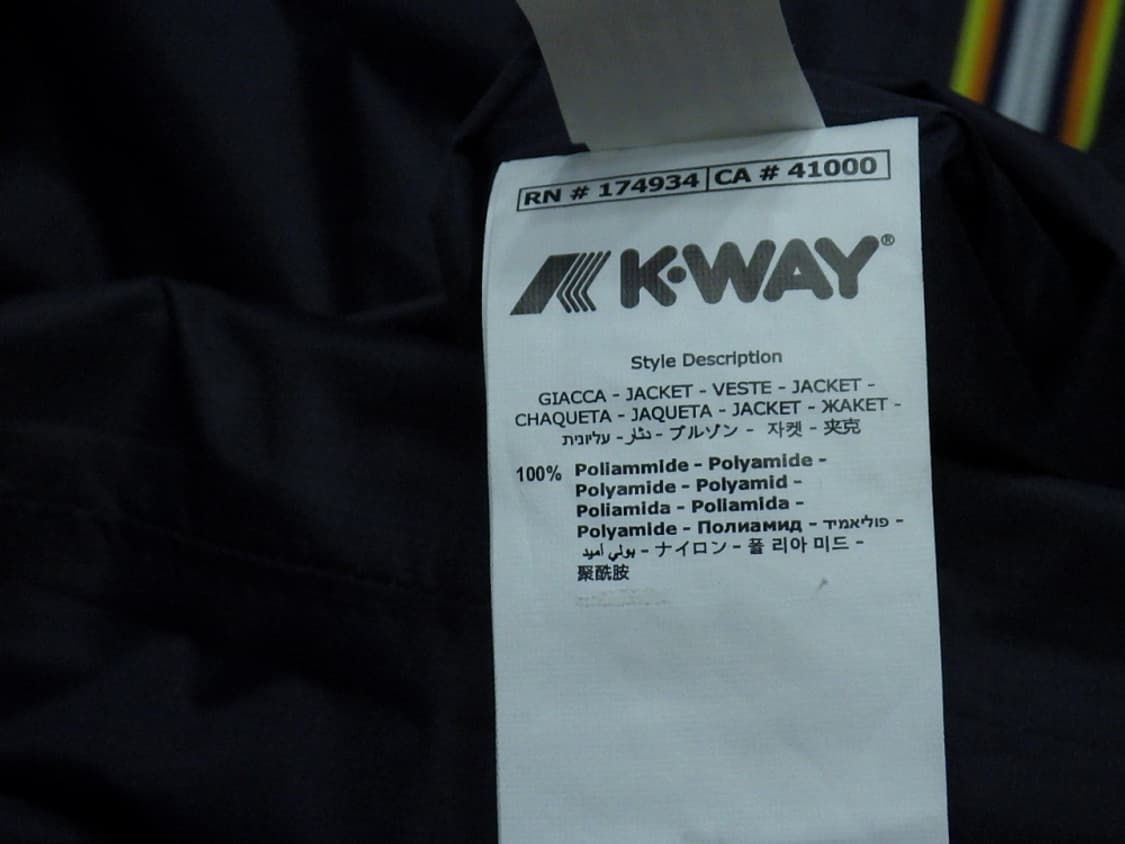 RN # 174934 CA # 41000
K·WAY®
Style Description
GIACCA - JACKET - VESTE - JACKET -
CHAQUETA - JAQUETA - JACKET - ЖАКЕТ -
עליונית - دثار - ブルゾン - 자켓 - 夹克
100% Poliammide - Polyamide -
Polyamide - Polyamid -
Poliamida - Poliamida -
Polyamide - Полиамид - פוליאמיד -
بولي أميد - ナイロン - 폴 리아 미드 -
聚酰胺